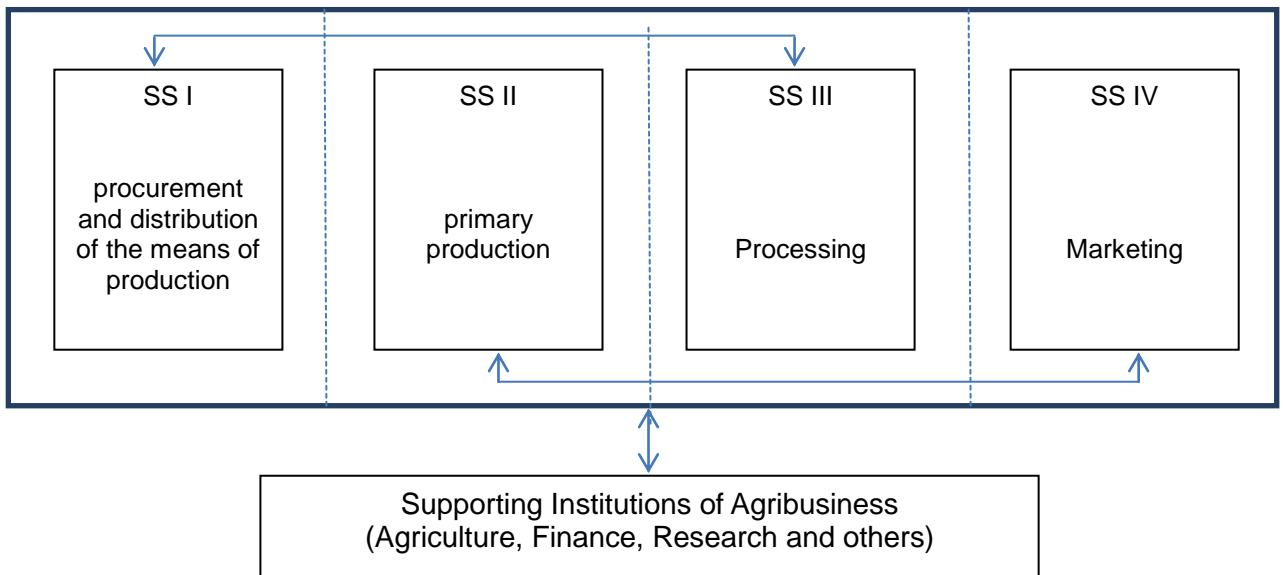 SS I
procurement
and distribution
of the means of
production
SS II
primary
production
SS III
Processing
SS IV
Marketing
Supporting Institutions of Agribusiness
(Agriculture, Finance, Research and others)